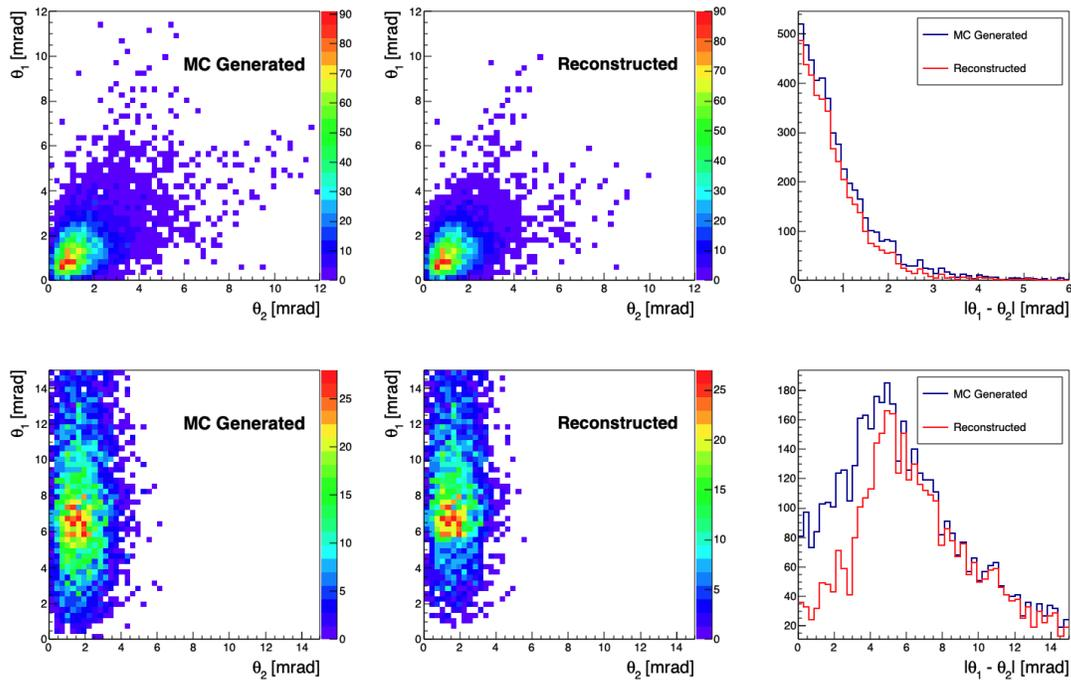 MC Generated
θ1 [mrad]
θ2 [mrad]
0 2 4 6 8 10 12
0 2 4 6 8 10 12
0 10 20 30 40 50 60 70 80 90
Reconstructed
θ1 [mrad]
θ2 [mrad]
0 2 4 6 8 10 12
0 2 4 6 8 10 12
0 10 20 30 40 50 60 70 80 90
MC Generated
Reconstructed
0 100 200 300 400 500
0 1 2 3 4 5 6
|θ1 - θ2| [mrad]
MC Generated
θ1 [mrad]
θ2 [mrad]
0 2 4 6 8 10 12 14
0 2 4 6 8 10 12 14
0 5 10 15 20 25
Reconstructed
θ1 [mrad]
θ2 [mrad]
0 2 4 6 8 10 12 14
0 2 4 6 8 10 12 14
0 5 10 15 20 25
MC Generated
Reconstructed
20 40 60 80 100 120 140 160 180
0 2 4 6 8 10 12 14
|θ1 - θ2| [mrad]